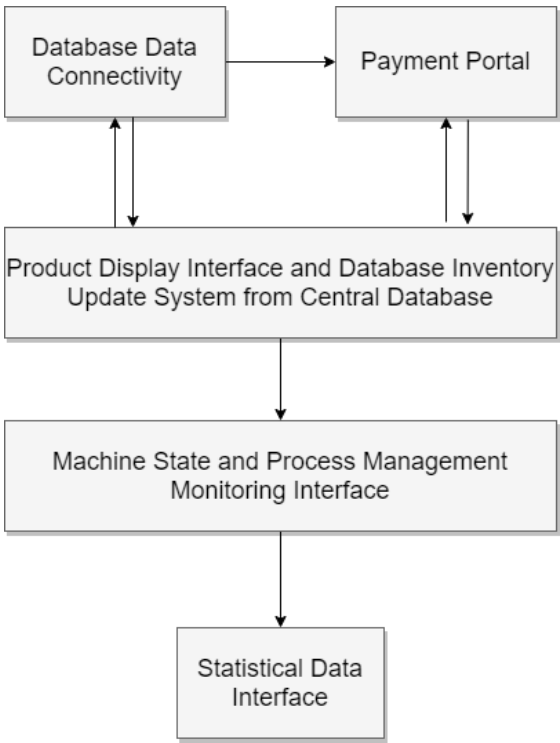 Database Data
Connectivity
Payment Portal
Product Display Interface and Database Inventory
Update System from Central Database
Machine State and Process Management
Monitoring Interface
Statistical Data
Interface